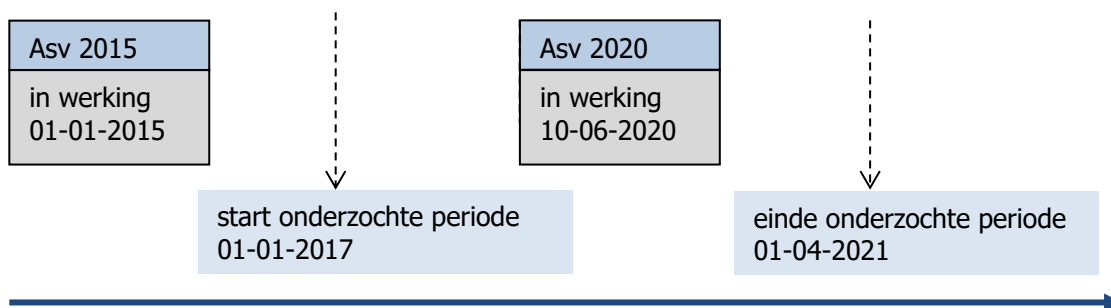 Asv 2015
in werking
01-01-2015
start onderzochte periode
01-01-2017
Asv 2020
in werking
10-06-2020
einde onderzochte periode
01-04-2021